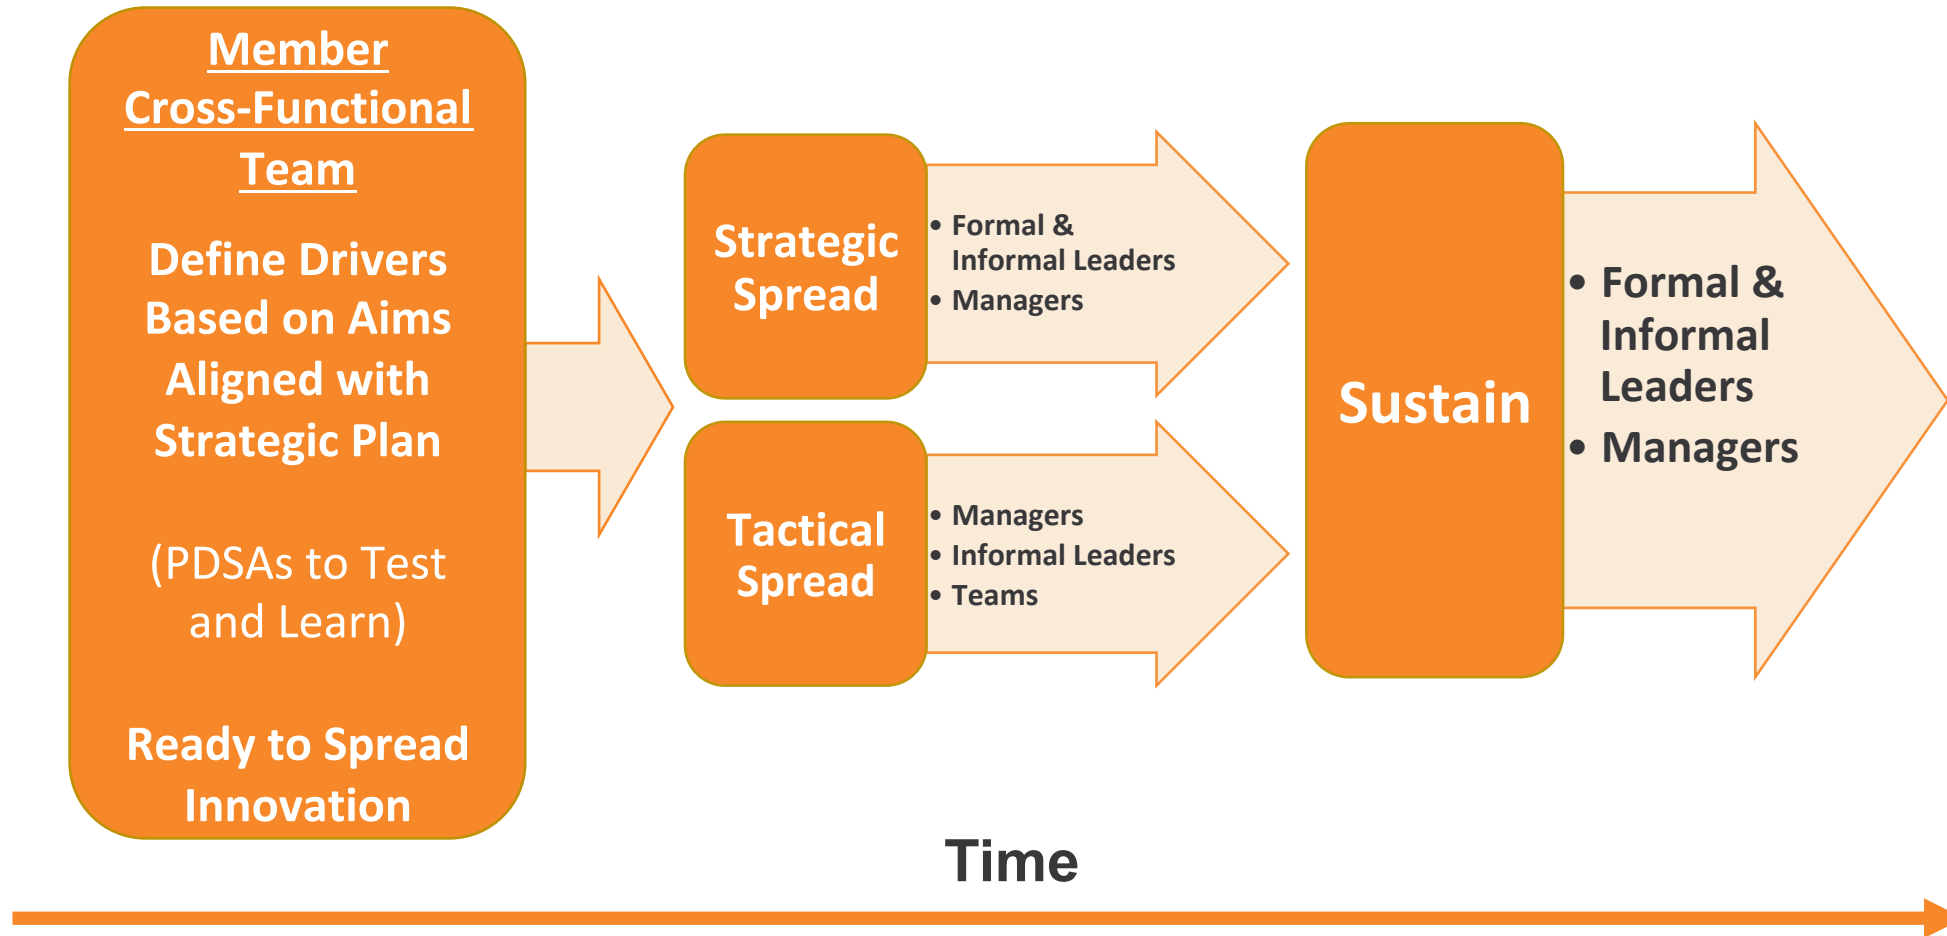 Member
Cross-Functional
Team
Define Drivers
Based on Aims
Aligned with
Strategic Plan
(PDSAs to Test
and Learn)
Ready to Spread
Innovation
Strategic
Spread
• Formal &
Informal Leaders
• Managers
Tactical
Spread
• Managers
• Informal Leaders
• Teams
Sustain
• Formal &
Informal
Leaders
• Managers
Time